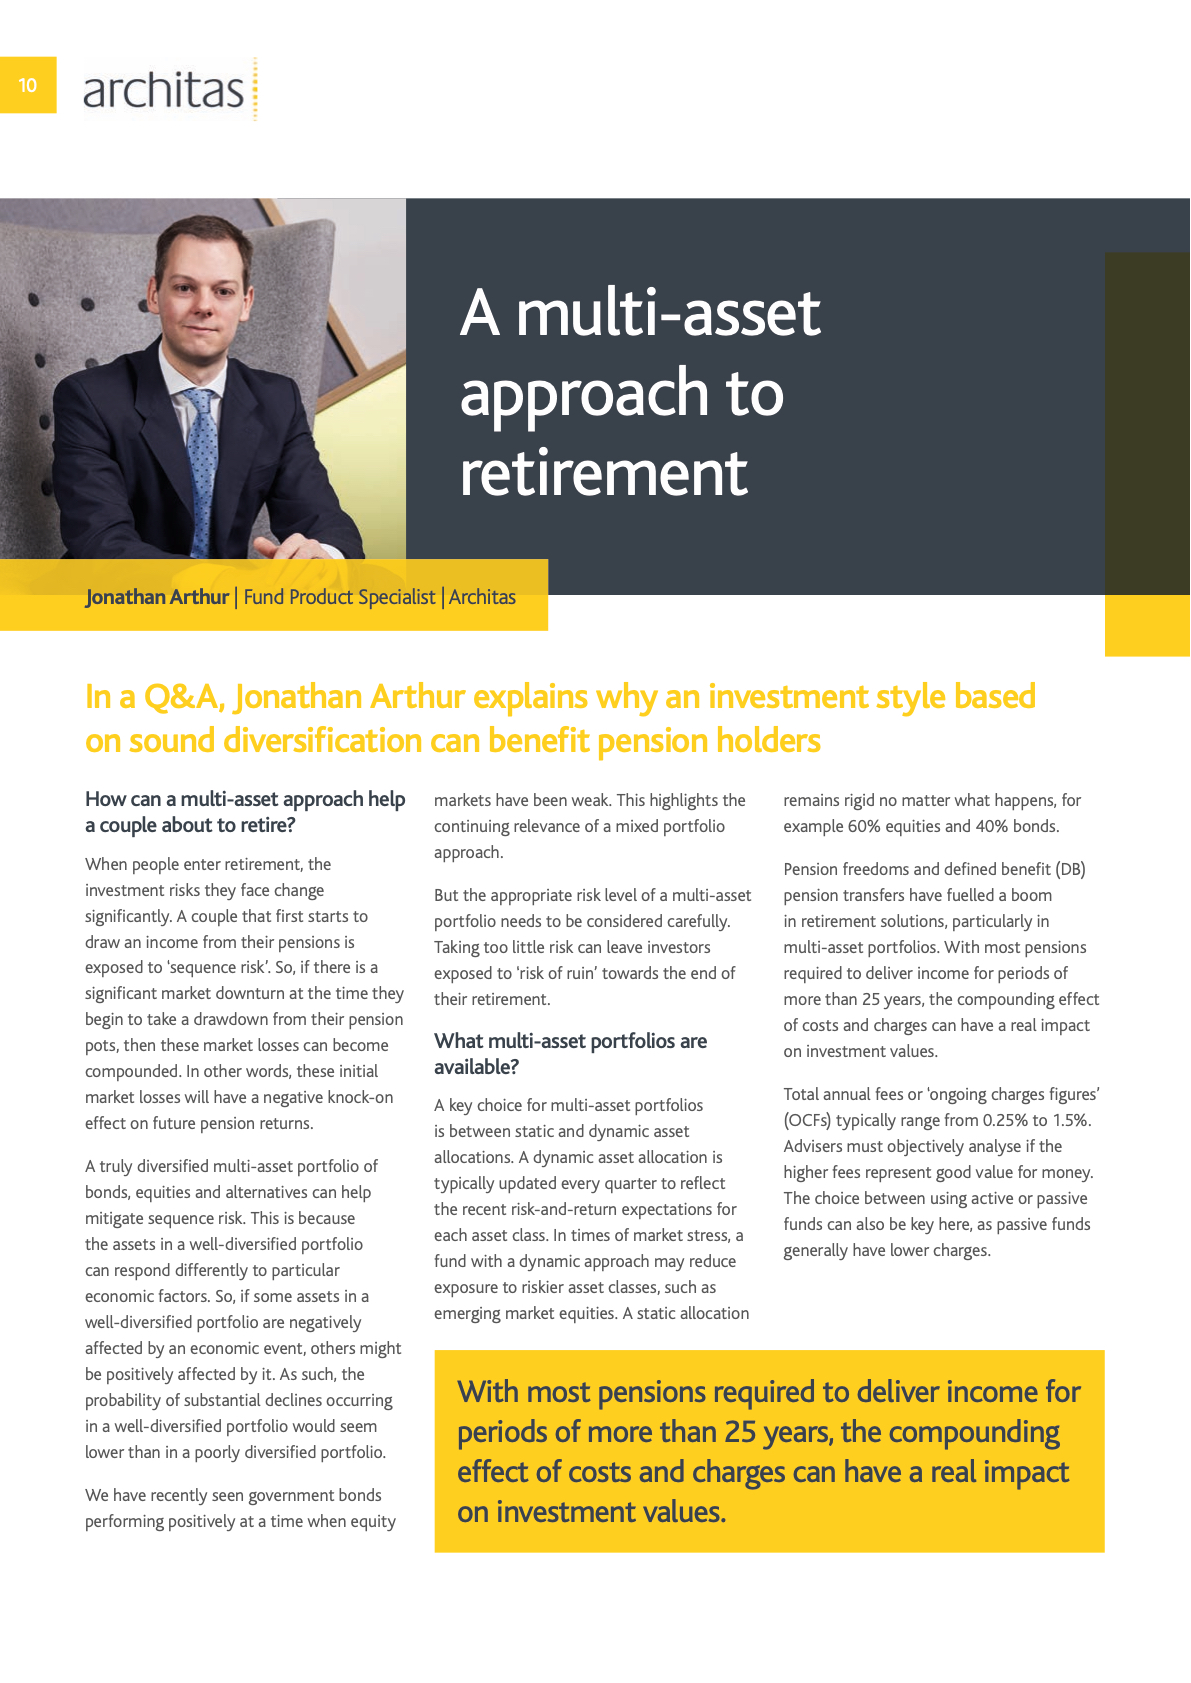 10
architas
A multi-asset
approach to
retirement
Jonathan Arthur | Fund Product Specialist | Architas
In a Q&A, Jonathan Arthur explains why an investment style based
on sound diversification can benefit pension holders
How can a multi-asset approach help
a couple about to retire?
When people enter retirement, the
investment risks they face change
significantly. A couple that first starts to
draw an income from their pensions is
exposed to ‘sequence risk’. So, if there is a
significant market downturn at the time they
begin to take a drawdown from their pension
pots, then these market losses can become
compounded. In other words, these initial
market losses will have a negative knock-on
effect on future pension returns.
A truly diversified multi-asset portfolio of
bonds, equities and alternatives can help
mitigate sequence risk. This is because
the assets in a well-diversified portfolio
can respond differently to particular
economic factors. So, if some assets in a
well-diversified portfolio are negatively
affected by an economic event, others might
be positively affected by it. As such, the
probability of substantial declines occurring
in a well-diversified portfolio would seem
lower than in a poorly diversified portfolio.
We have recently seen government bonds
performing positively at a time when equity
markets have been weak. This highlights the
continuing relevance of a mixed portfolio
approach.
But the appropriate risk level of a multi-asset
portfolio needs to be considered carefully.
Taking too little risk can leave investors
exposed to ‘risk of ruin’ towards the end of
their retirement.
What multi-asset portfolios are
available?
A key choice for multi-asset portfolios
is between static and dynamic asset
allocations. A dynamic asset allocation is
typically updated every quarter to reflect
the recent risk-and-return expectations for
each asset class. In times of market stress, a
fund with a dynamic approach may reduce
exposure to riskier asset classes, such as
emerging market equities. A static allocation
remains rigid no matter what happens, for
example 60% equities and 40% bonds.
Pension freedoms and defined benefit (DB)
pension transfers have fuelled a boom
in retirement solutions, particularly in
multi-asset portfolios. With most pensions
required to deliver income for periods of
more than 25 years, the compounding effect
of costs and charges can have a real impact
on investment values.
Total annual fees or ‘ongoing charges figures’
(OCFs) typically range from 0.25% to 1.5%.
Advisers must objectively analyse if the
higher fees represent good value for money.
The choice between using active or passive
funds can also be key here, as passive funds
generally have lower charges.
With most pensions required to deliver income for
periods of more than 25 years, the compounding
effect of costs and charges can have a real impact
on investment values.